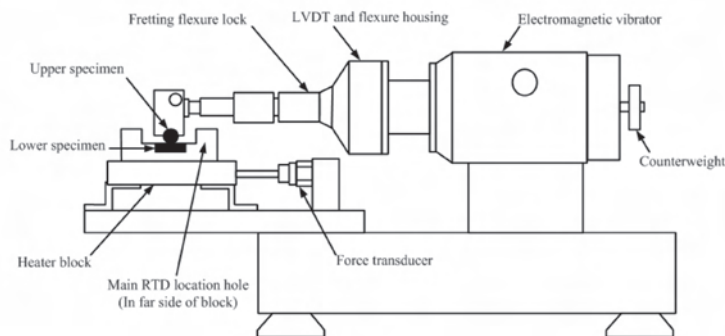 LVDT and flexure housing
Electromagnetic vibrator
Fretting flexure lock
Upper specimen
Lower specimen
Counterweight
Heater block
Main RTD location hole
(In far side of block)
Force transducer